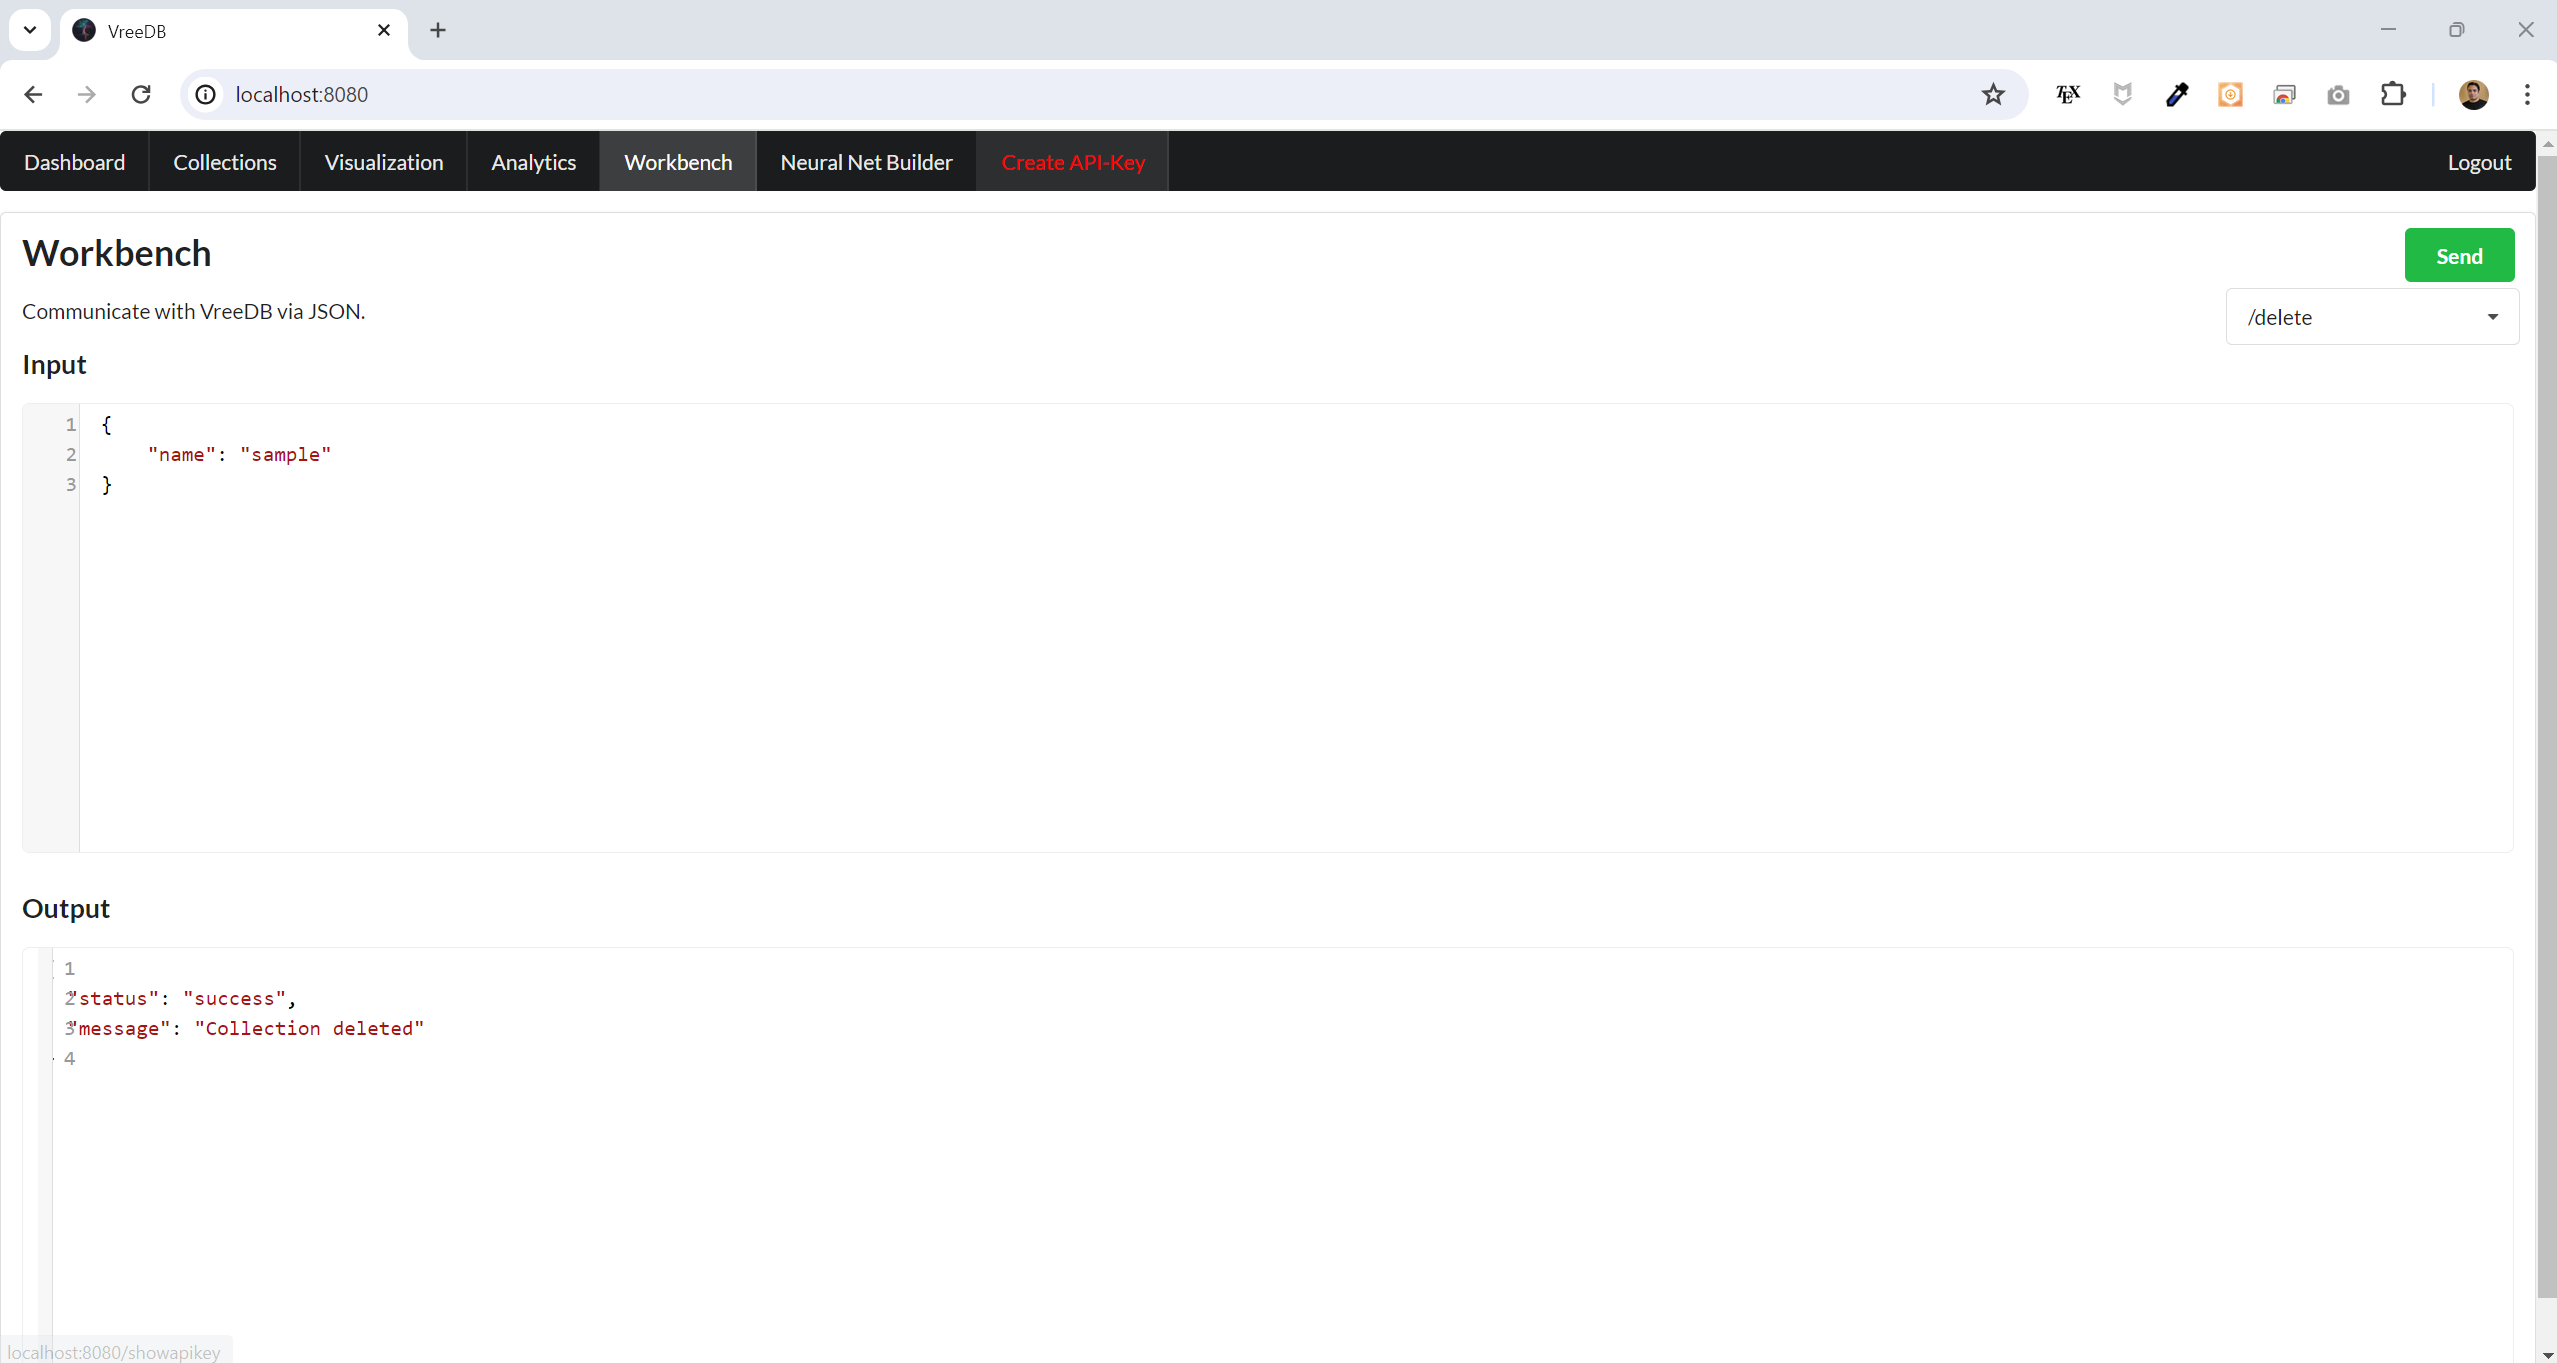 VreeDB
localhost:8080
TEX
Dashboard Collections Visualization Analytics Workbench Neural Net Builder Create API-Key Logout
Workbench
Send
Communicate with VreeDB via JSON.
/delete
Input
1 {
2 "name": "sample"
3 }
Output
1
2 "status": "success",
3 "message": "Collection deleted"
4
localhost:8080/showapikey